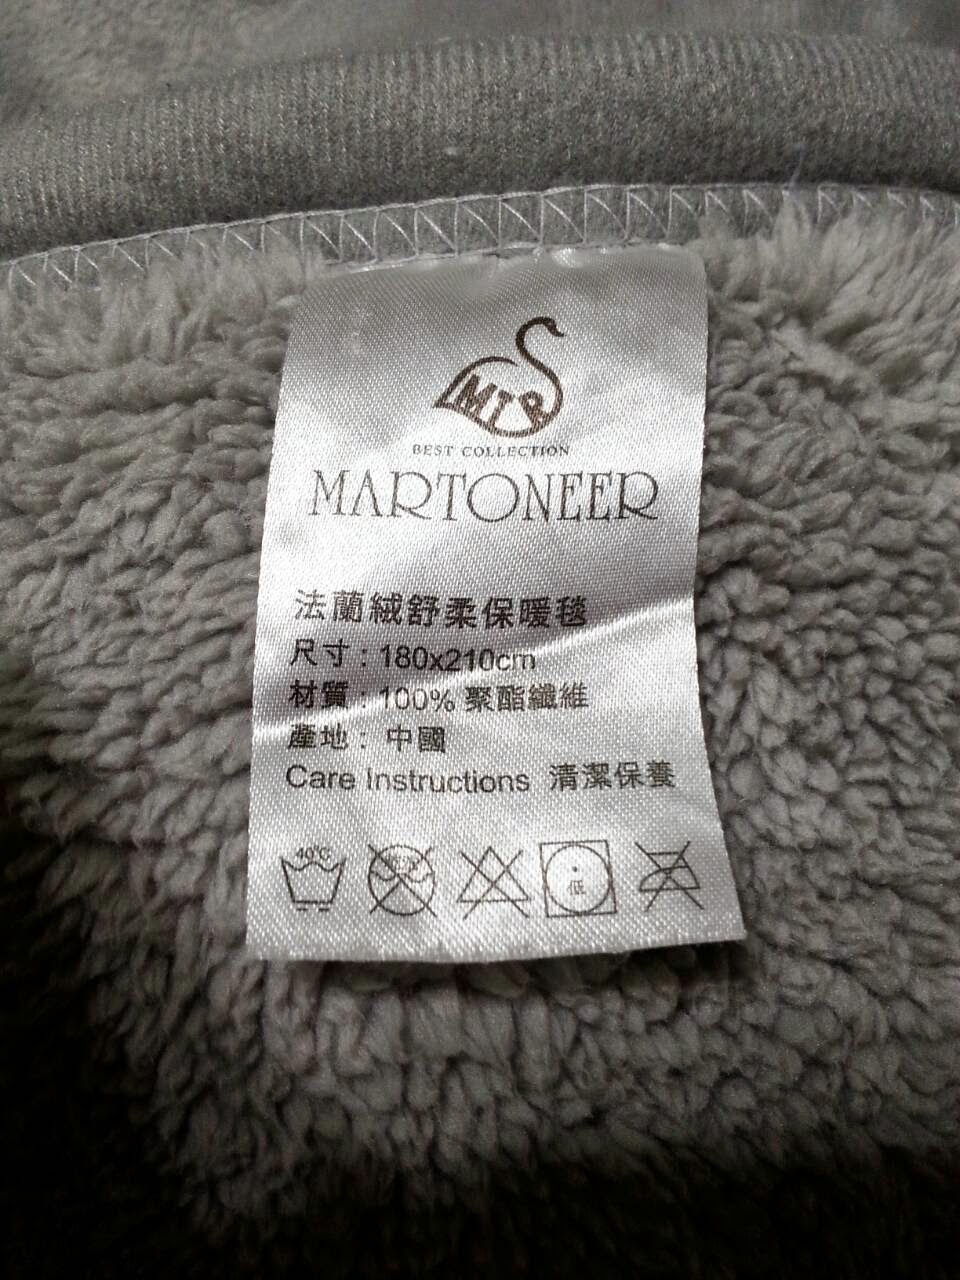 MTR
BEST COLLECTION
MARTONEER
法蘭絨舒柔保暖毯
尺寸 : 180x210cm
材質 : 100% 聚酯纖維
產地 : 中國
Care Instructions 清潔保養
40°C
低